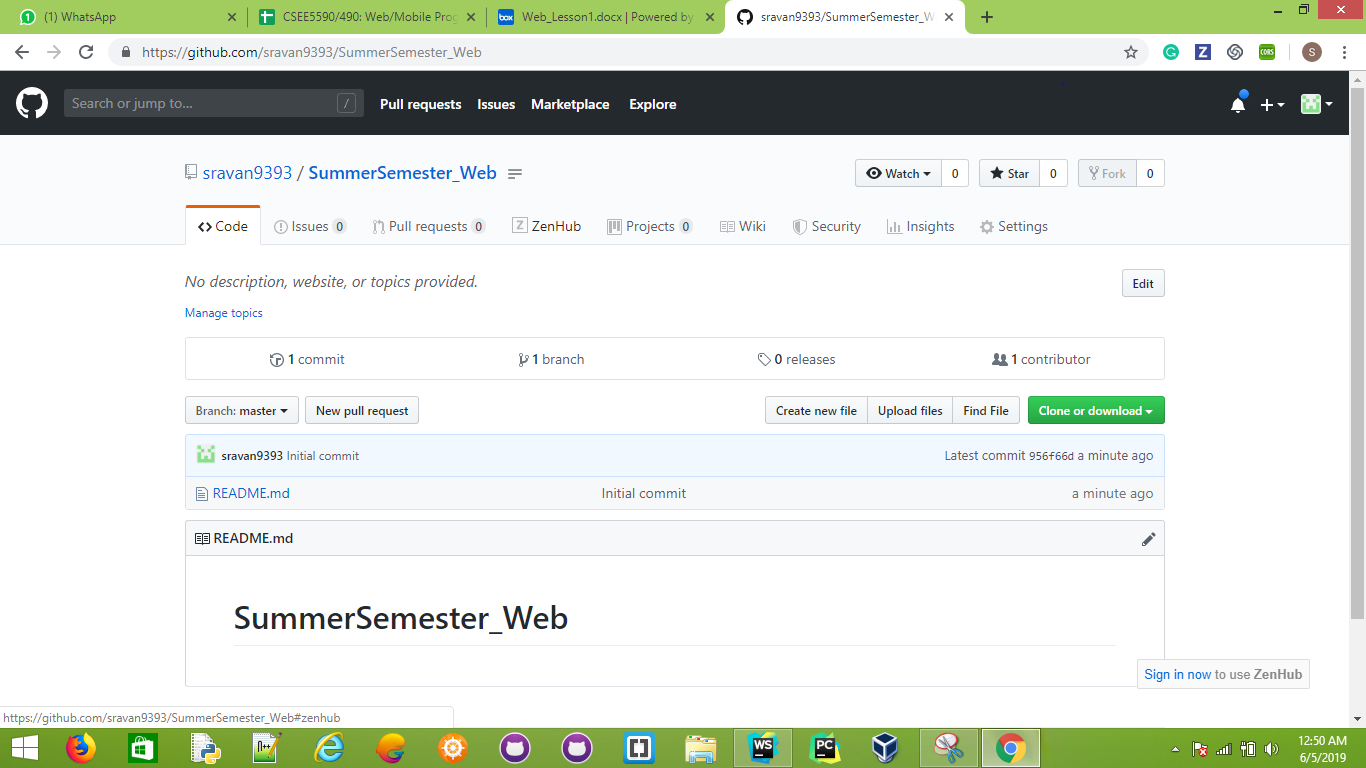 (1) WhatsApp
CSEE5590/490: Web/Mobile Prog
box Web_Lesson1.docx | Powered by
sravan9393/SummerSemester_W
https://github.com/sravan9393/SummerSemester_Web
Z CORS S
Search or jump to... / Pull requests Issues Marketplace Explore
sravan9393 / SummerSemester_Web
Watch 0 Star 0 Fork 0
Code Issues 0 Pull requests 0 Z ZenHub Projects 0 Wiki Security Insights Settings
No description, website, or topics provided. Edit
Manage topics
1 commit 1 branch 0 releases 1 contributor
Branch: master New pull request Create new file Upload files Find File Clone or download
sravan9393 Initial commit Latest commit 956f66d a minute ago
README.md Initial commit a minute ago
README.md
SummerSemester_Web
Sign in now to use ZenHub
https://github.com/sravan9393/SummerSemester_Web#zenhub
WS PC
12:50 AM
6/5/2019